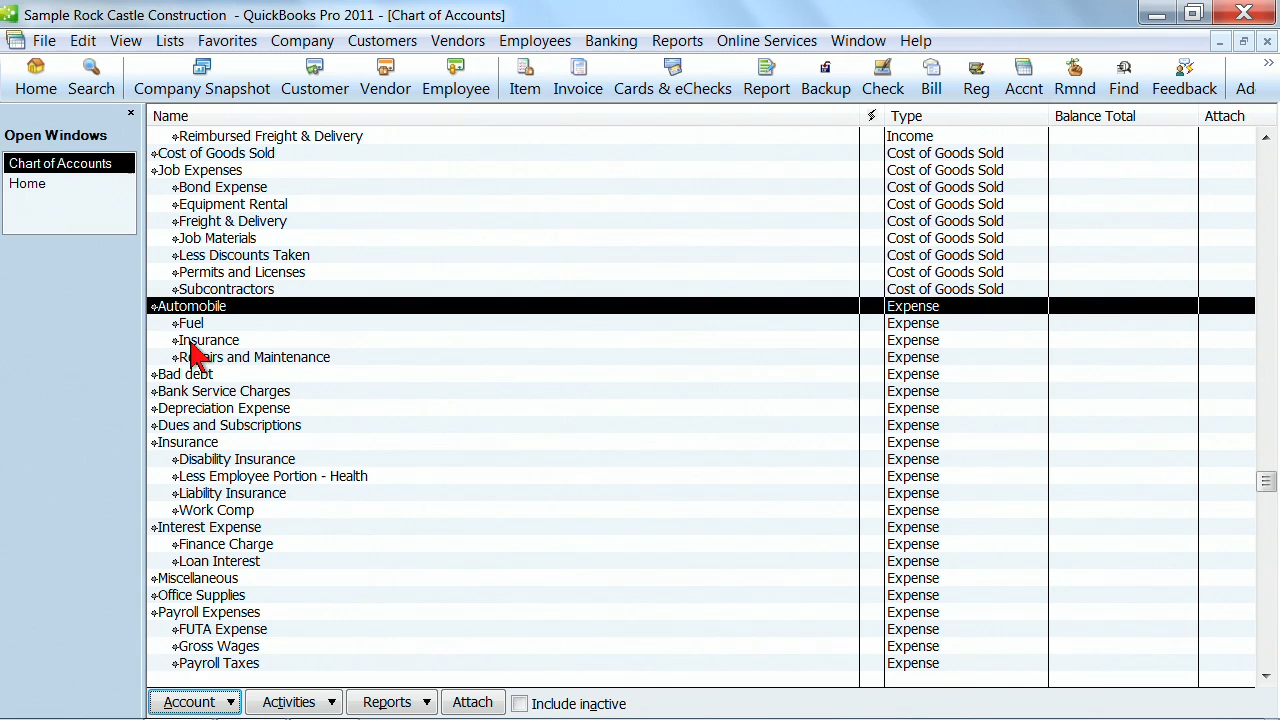 Sample Rock Castle Construction - QuickBooks Pro 2011 - [Chart of Accounts]
File Edit View Lists Favorites Company Customers Vendors Employees Banking Reports Online Services Window Help
Home Search Company Snapshot Customer Vendor Employee Item Invoice Cards & eChecks Report Backup Check Bill Reg Accnt Rmnd Find Feedback Ad
Open Windows
Chart of Accounts
Home
Name Type Balance Total Attach
Reimbursed Freight & Delivery Income
Cost of Goods Sold Cost of Goods Sold
Job Expenses Cost of Goods Sold
Bond Expense Cost of Goods Sold
Equipment Rental Cost of Goods Sold
Freight & Delivery Cost of Goods Sold
Job Materials Cost of Goods Sold
Less Discounts Taken Cost of Goods Sold
Permits and Licenses Cost of Goods Sold
Subcontractors Cost of Goods Sold
Automobile Expense
Fuel Expense
Insurance Expense
Repairs and Maintenance Expense
Bad debt Expense
Bank Service Charges Expense
Depreciation Expense Expense
Dues and Subscriptions Expense
Insurance Expense
Disability Insurance Expense
Less Employee Portion - Health Expense
Liability Insurance Expense
Work Comp Expense
Interest Expense Expense
Finance Charge Expense
Loan Interest Expense
Miscellaneous Expense
Office Supplies Expense
Payroll Expenses Expense
FUTA Expense Expense
Gross Wages Expense
Payroll Taxes Expense
Account Activities Reports Attach Include inactive